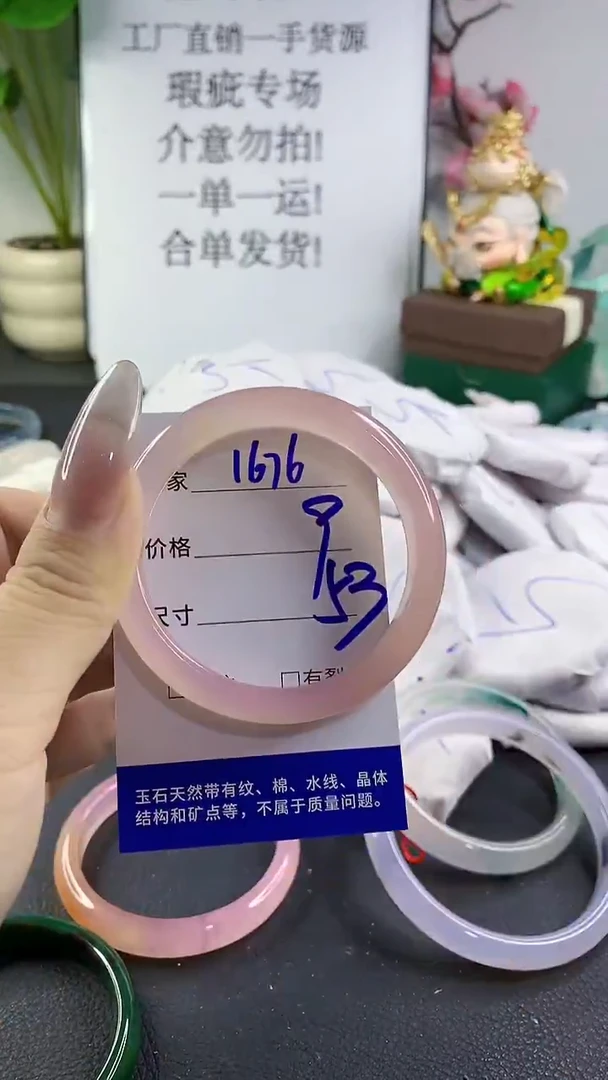 工厂直销一手货源
瑕疵专场
介意勿拍!
一单一运!
合单发货!
家 1676
价格
尺寸 53
有裂
玉石天然带有纹、棉、水线、晶体
结构和矿点等，不属于质量问题。